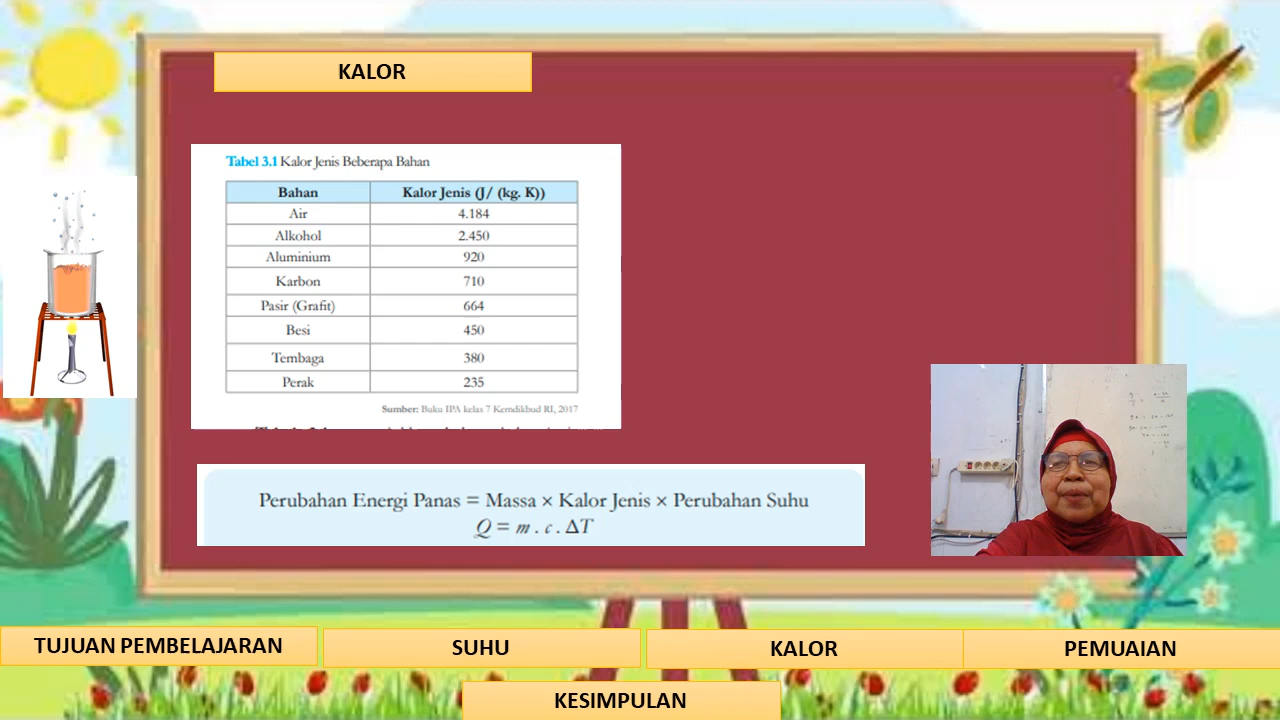 KALOR
Tabel 3.1 Kalor Jenis Beberapa Bahan
Bahan Kalor Jenis (J/ (kg. K))
Air 4.184
Alkohol 2.450
Aluminium 920
Karbon 710
Pasir (Grafit) 664
Besi 450
Tembaga 380
Perak 235
Sumber: Buku IPA kelas 7 Kemdikbud RI, 2017
Perubahan Energi Panas = Massa × Kalor Jenis × Perubahan Suhu
Q = m . c . ΔT
TUJUAN PEMBELAJARAN
SUHU
KALOR
PEMUAIAN
KESIMPULAN